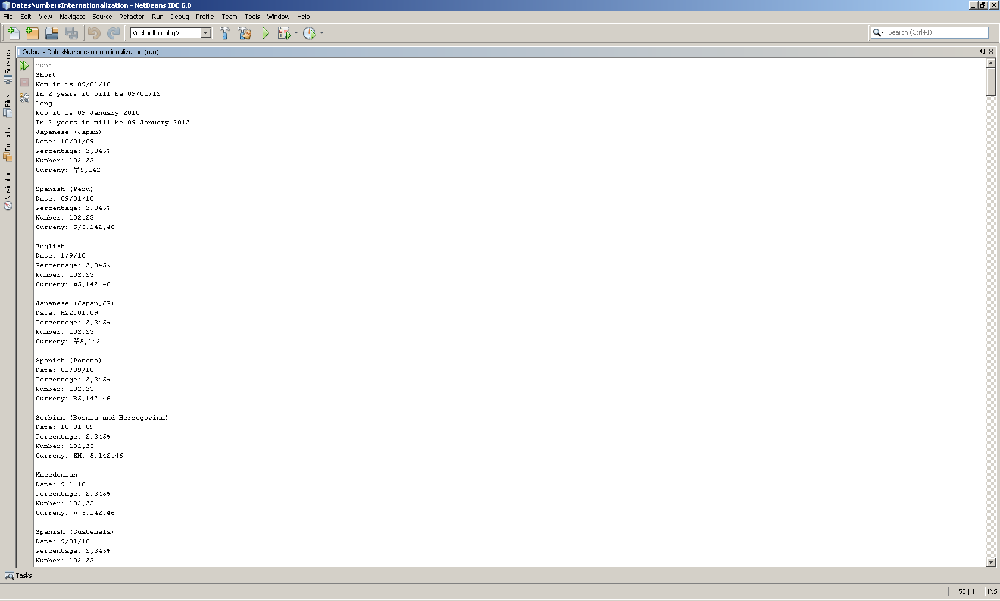 DatesNumbersInternationalization - NetBeans IDE 6.8
File Edit View Navigate Source Refactor Run Debug Profile Team Tools Window Help
<default config>
Search (Ctrl+I)
Output - DatesNumbersInternationalization (run)
Services
Files
Projects
Navigator
run:
Short
Now it is 09/01/10
In 2 years it will be 09/01/12
Long
Now it is 09 January 2010
In 2 years it will be 09 January 2012
Japanese (Japan)
Date: 10/01/09
Percentage: 2,345%
Number: 102.23
Curreny: ¥5,142
Spanish (Peru)
Date: 09/01/10
Percentage: 2.345%
Number: 102,23
Curreny: S/5.142,46
English
Date: 1/9/10
Percentage: 2,345%
Number: 102.23
Curreny: ¤5,142.46
Japanese (Japan,JP)
Date: H22.01.09
Percentage: 2,345%
Number: 102.23
Curreny: ¥5,142
Spanish (Panama)
Date: 01/09/10
Percentage: 2,345%
Number: 102.23
Curreny: B5,142.46
Serbian (Bosnia and Herzegovina)
Date: 10-01-09
Percentage: 2.345%
Number: 102,23
Curreny: KM. 5.142,46
Macedonian
Date: 9.1.10
Percentage: 2.345%
Number: 102,23
Curreny: ¤ 5.142,46
Spanish (Guatemala)
Date: 9/01/10
Percentage: 2,345%
Number: 102.23
Tasks
58 | 1 INS